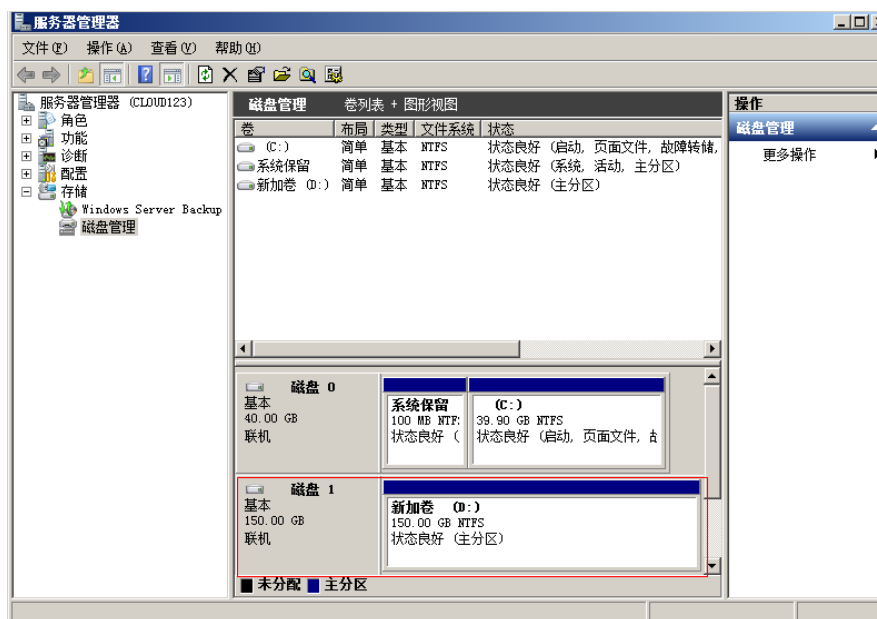 服务器管理器
文件(F) 操作(A) 查看(V) 帮助(H)
服务器管理器 (CLOUD123)
角色
功能
诊断
配置
存储
Windows Server Backup
磁盘管理
磁盘管理 卷列表 + 图形视图
卷 布局 类型 文件系统 状态
(C:) 简单 基本 NTFS 状态良好 (启动, 页面文件, 故障转储,
系统保留 简单 基本 NTFS 状态良好 (系统, 活动, 主分区)
新加卷 (D:) 简单 基本 NTFS 状态良好 (主分区)
磁盘 0
基本
40.00 GB
联机
系统保留
100 MB NTF:
状态良好 (
(C:)
39.90 GB NTFS
状态良好 (启动, 页面文件, 古
磁盘 1
基本
150.00 GB
联机
新加卷 (D:)
150.00 GB NTFS
状态良好 (主分区)
未分配 主分区
操作
磁盘管理
更多操作